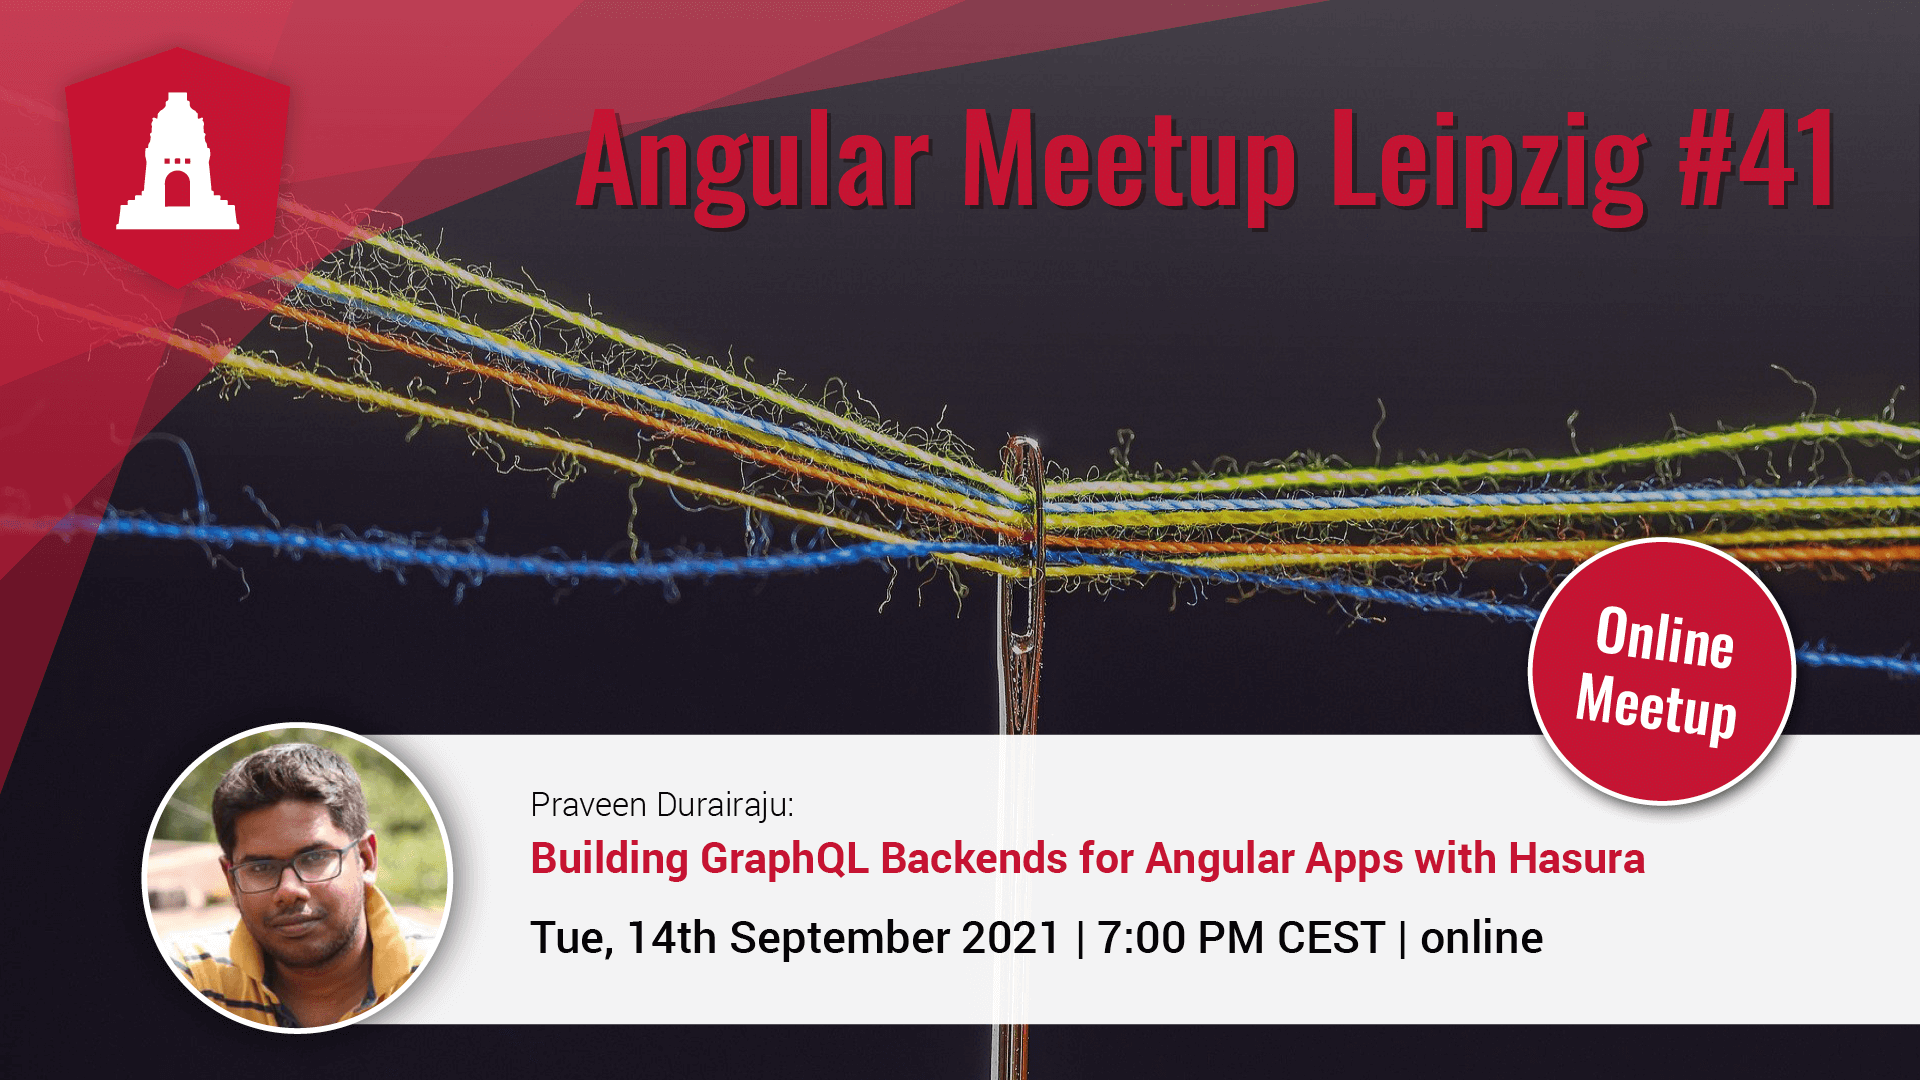 Angular Meetup Leipzig #41
Online
Meetup
Praveen Durairaju:
Building GraphQL Backends for Angular Apps with Hasura
Tue, 14th September 2021 | 7:00 PM CEST | online